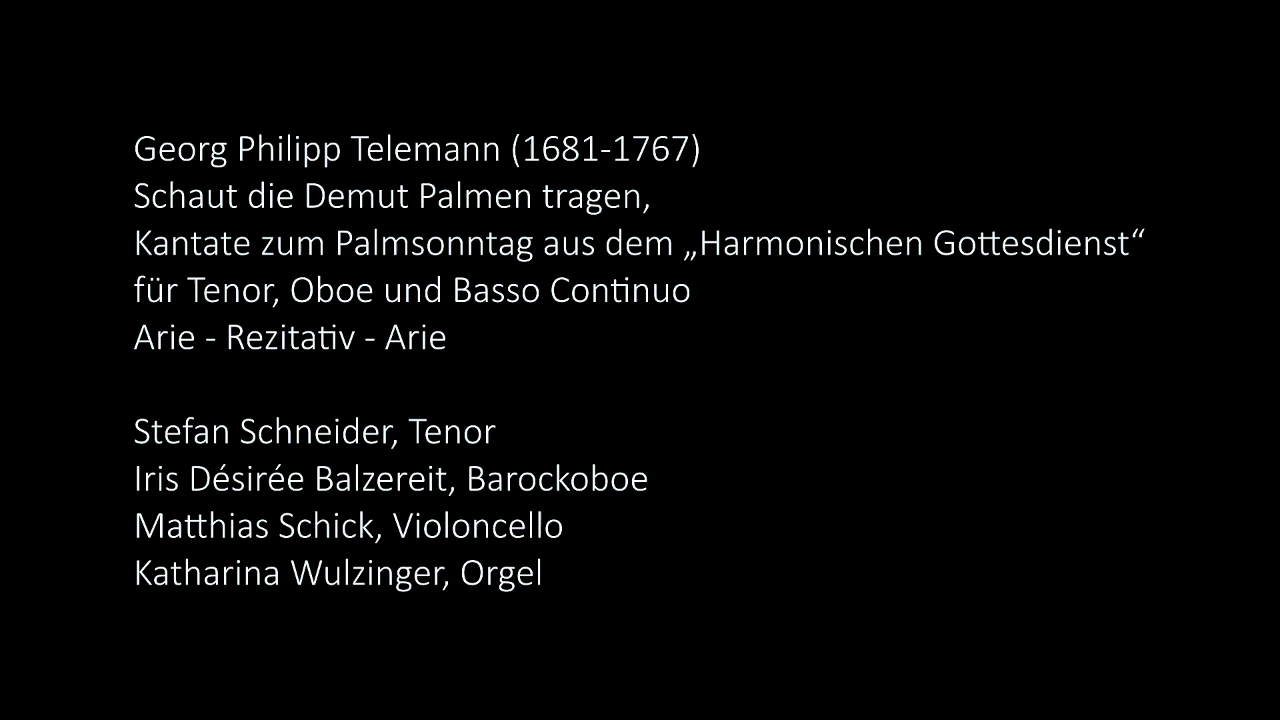 Georg Philipp Telemann (1681-1767)
Schaut die Demut Palmen tragen,
Kantate zum Palmsonntag aus dem „Harmonischen Gottesdienst“
für Tenor, Oboe und Basso Continuo
Arie - Rezitativ - Arie
Stefan Schneider, Tenor
Iris Désirée Balzereit, Barockoboe
Matthias Schick, Violoncello
Katharina Wulzinger, Orgel